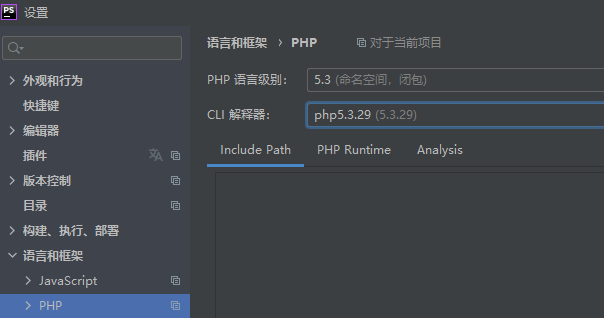 PS 设置
语言和框架 › PHP 对于当前项目
PHP 语言级别： 5.3 (命名空间，闭包)
CLI 解释器： php5.3.29 (5.3.29)
Include Path PHP Runtime Analysis
外观和行为
快捷键
编辑器
插件
版本控制
目录
构建、执行、部署
语言和框架
JavaScript
PHP